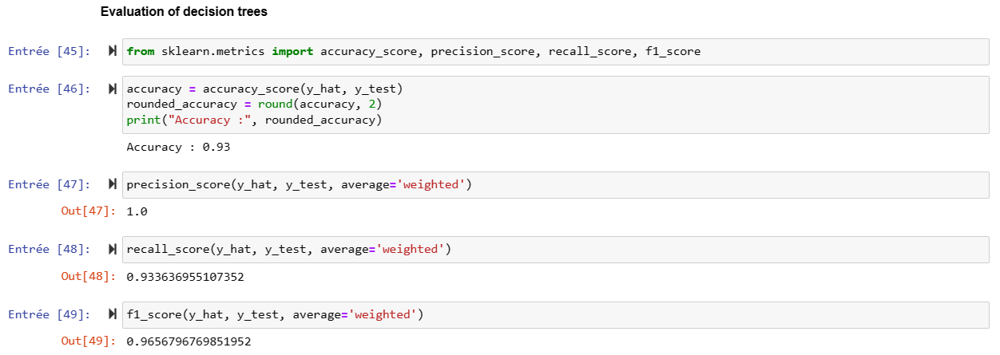 Evaluation of decision trees
Entrée [45]: from sklearn.metrics import accuracy_score, precision_score, recall_score, f1_score
Entrée [46]: accuracy = accuracy_score(y_hat, y_test)
rounded_accuracy = round(accuracy, 2)
print("Accuracy :", rounded_accuracy)
Accuracy : 0.93
Entrée [47]: precision_score(y_hat, y_test, average='weighted')
Out[47]: 1.0
Entrée [48]: recall_score(y_hat, y_test, average='weighted')
Out[48]: 0.933636955107352
Entrée [49]: f1_score(y_hat, y_test, average='weighted')
Out[49]: 0.9656796769851952